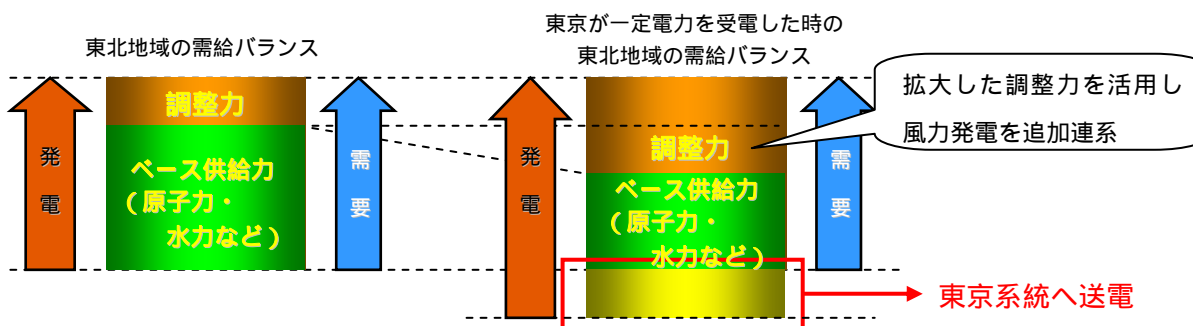 東北地域の需給バランス
発電
調整力
ベース供給力
(原子力・
水力など)
需要
東京が一定電力を受電した時の
東北地域の需給バランス
発電
調整力
ベース供給力
(原子力・
水力など)
需要
拡大した調整力を活用し
風力発電を追加連系
東京系統へ送電